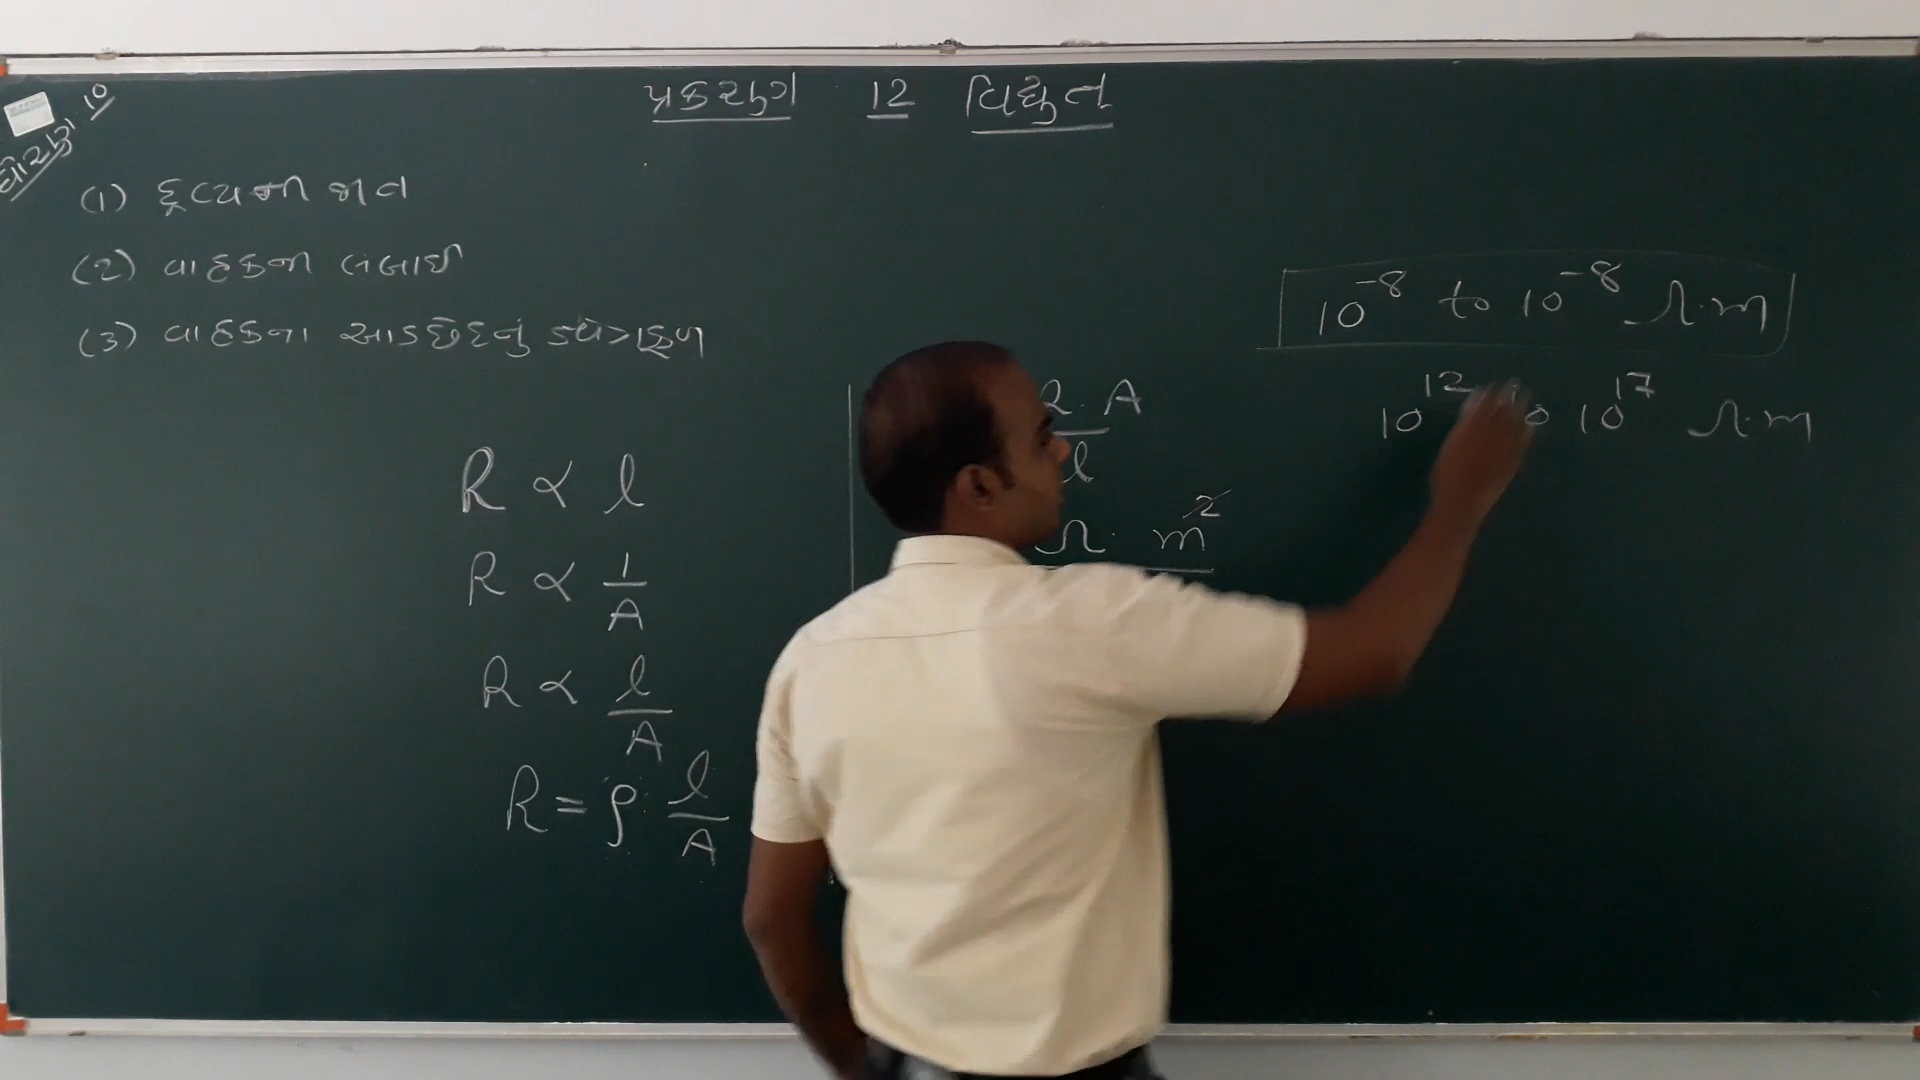 ધોરણ 10
પ્રકરણ 12 વિદ્યુત
(1) દ્રવ્યની જાત
(2) વાહકની લંબાઈ
(3) વાહકના આડછેદનું ક્ષેત્રફળ
R ∝ l
R ∝ 1/A
R ∝ l/A
R = ρ · l/A
R · A / l
Ω · m²
10⁻⁸ to 10⁻⁸ Ω·m
10¹² to 10¹⁷ Ω·m